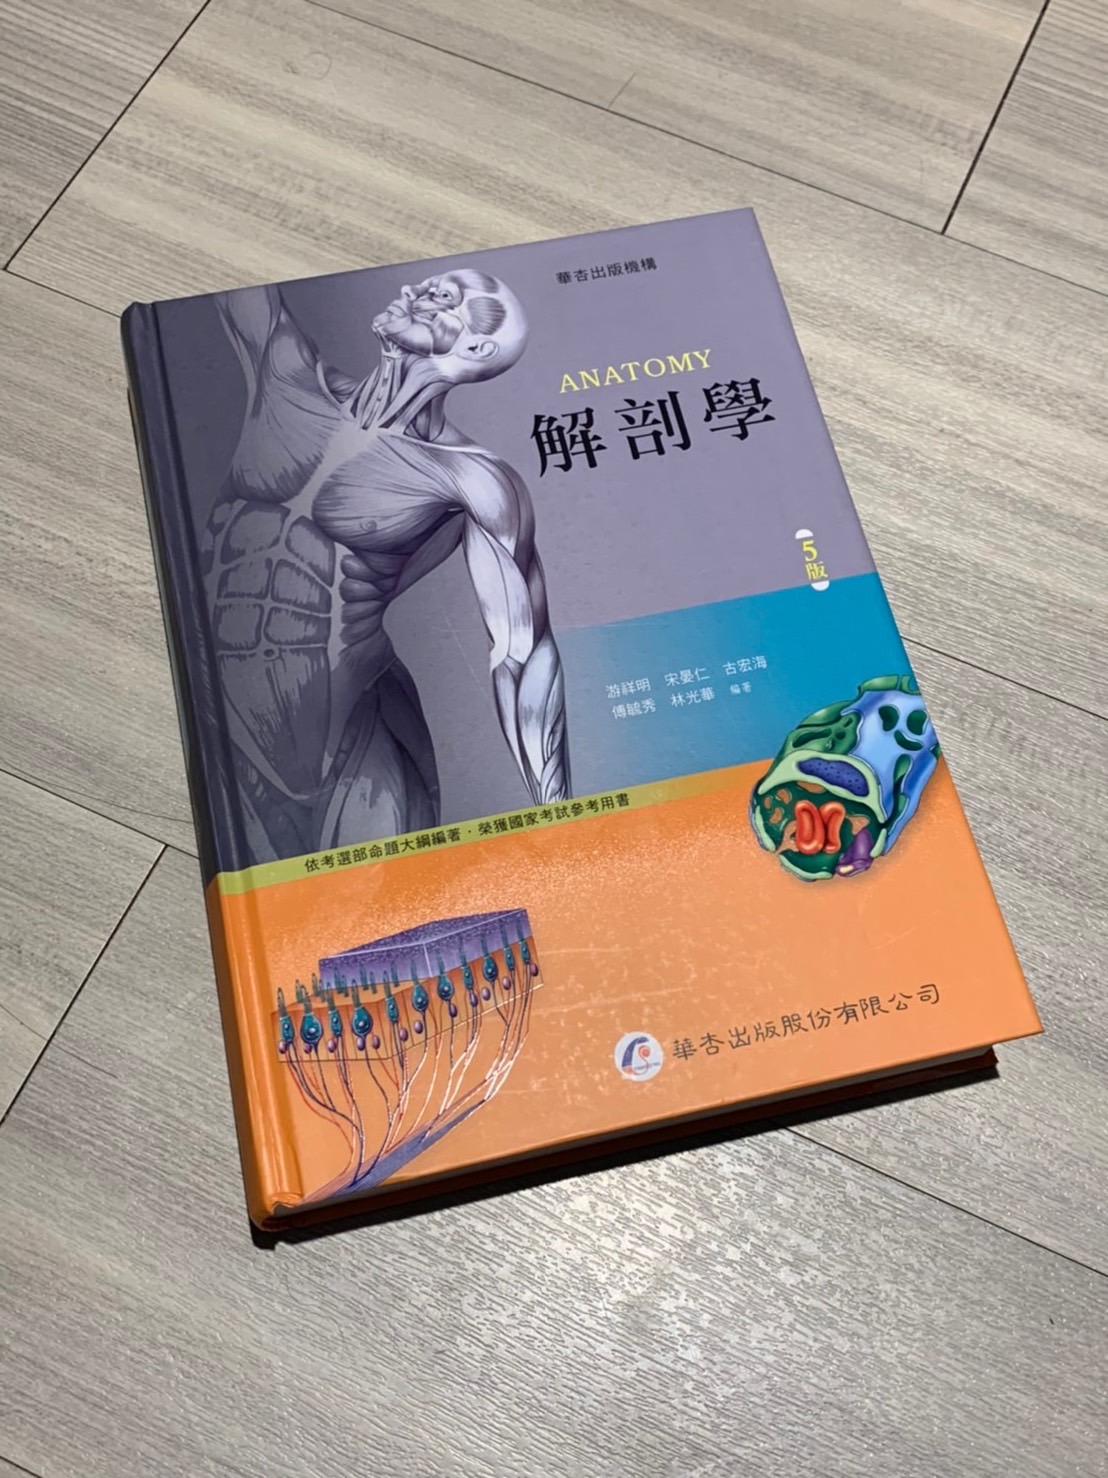 華杏出版機構
ANATOMY
解剖學
5版
游祥明 宋晏仁 古宏海
傅毓秀 林光華 編著
依考選部命題大綱編著・榮獲國家考試參考用書
華杏出版股份有限公司